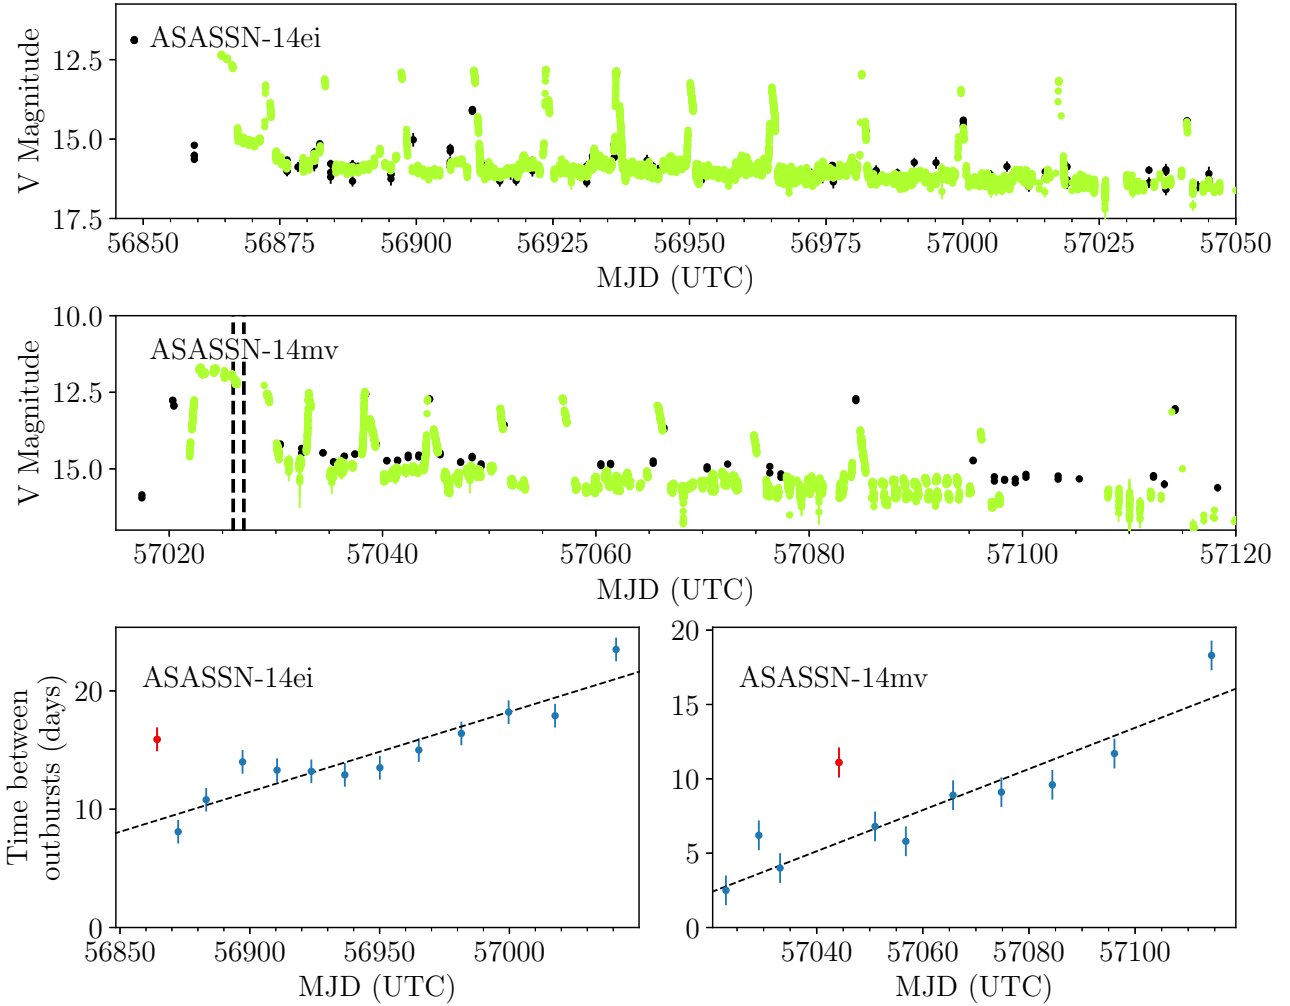 ASASSN-14ei
V Magnitude
12.5
15.0
17.5
56850 56875 56900 56925 56950 56975 57000 57025 57050
MJD (UTC)
ASASSN-14mv
V Magnitude
10.0
12.5
15.0
57020 57040 57060 57080 57100 57120
MJD (UTC)
ASASSN-14ei
Time between
outbursts (days)
20
10
0
56850 56900 56950 57000
MJD (UTC)
ASASSN-14mv
20
15
10
5
0
57040 57060 57080 57100
MJD (UTC)